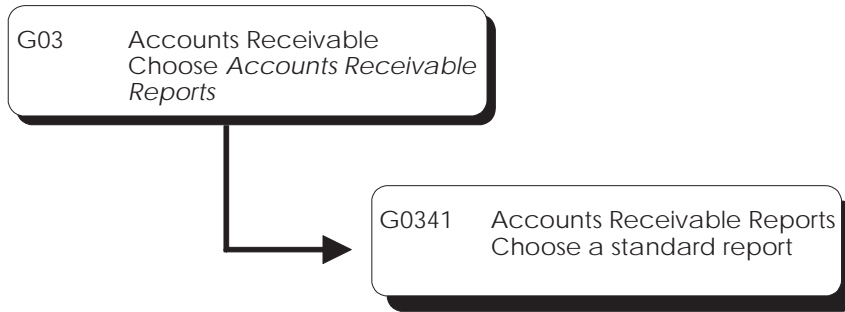 G03 Accounts Receivable
Choose Accounts Receivable
Reports
G0341 Accounts Receivable Reports
Choose a standard report